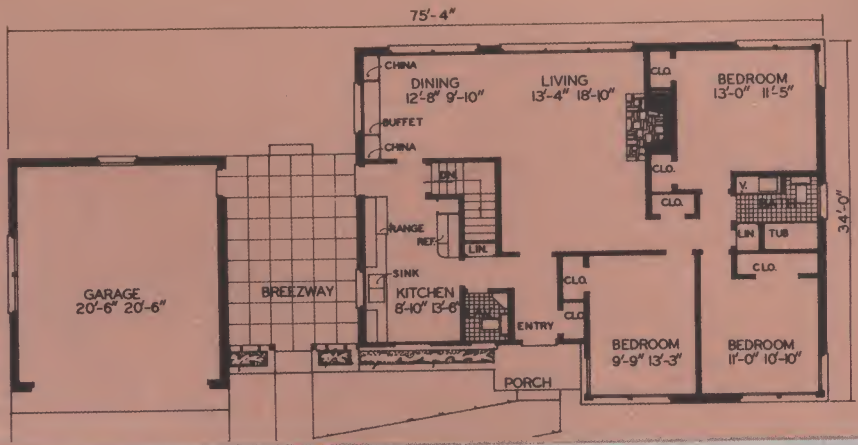 75'-4"
CHINA
DINING
12'-8" 9'-10"
LIVING
13'-4" 18'-10"
CLO.
BEDROOM
13'-0" 11'-5"
BUFFET
CHINA
DN.
CLO.
CLO.
V.
BATH
34'-0"
RANGE
REF.
LIN.
LIN
TUB
CLO.
SINK
CLO.
GARAGE
20'-6" 20'-6"
BREEZWAY
KITCHEN
8'-10" 13'-6"
CLO
ENTRY
BEDROOM
9'-9" 13'-3"
BEDROOM
11'-0" 10'-10"
PORCH